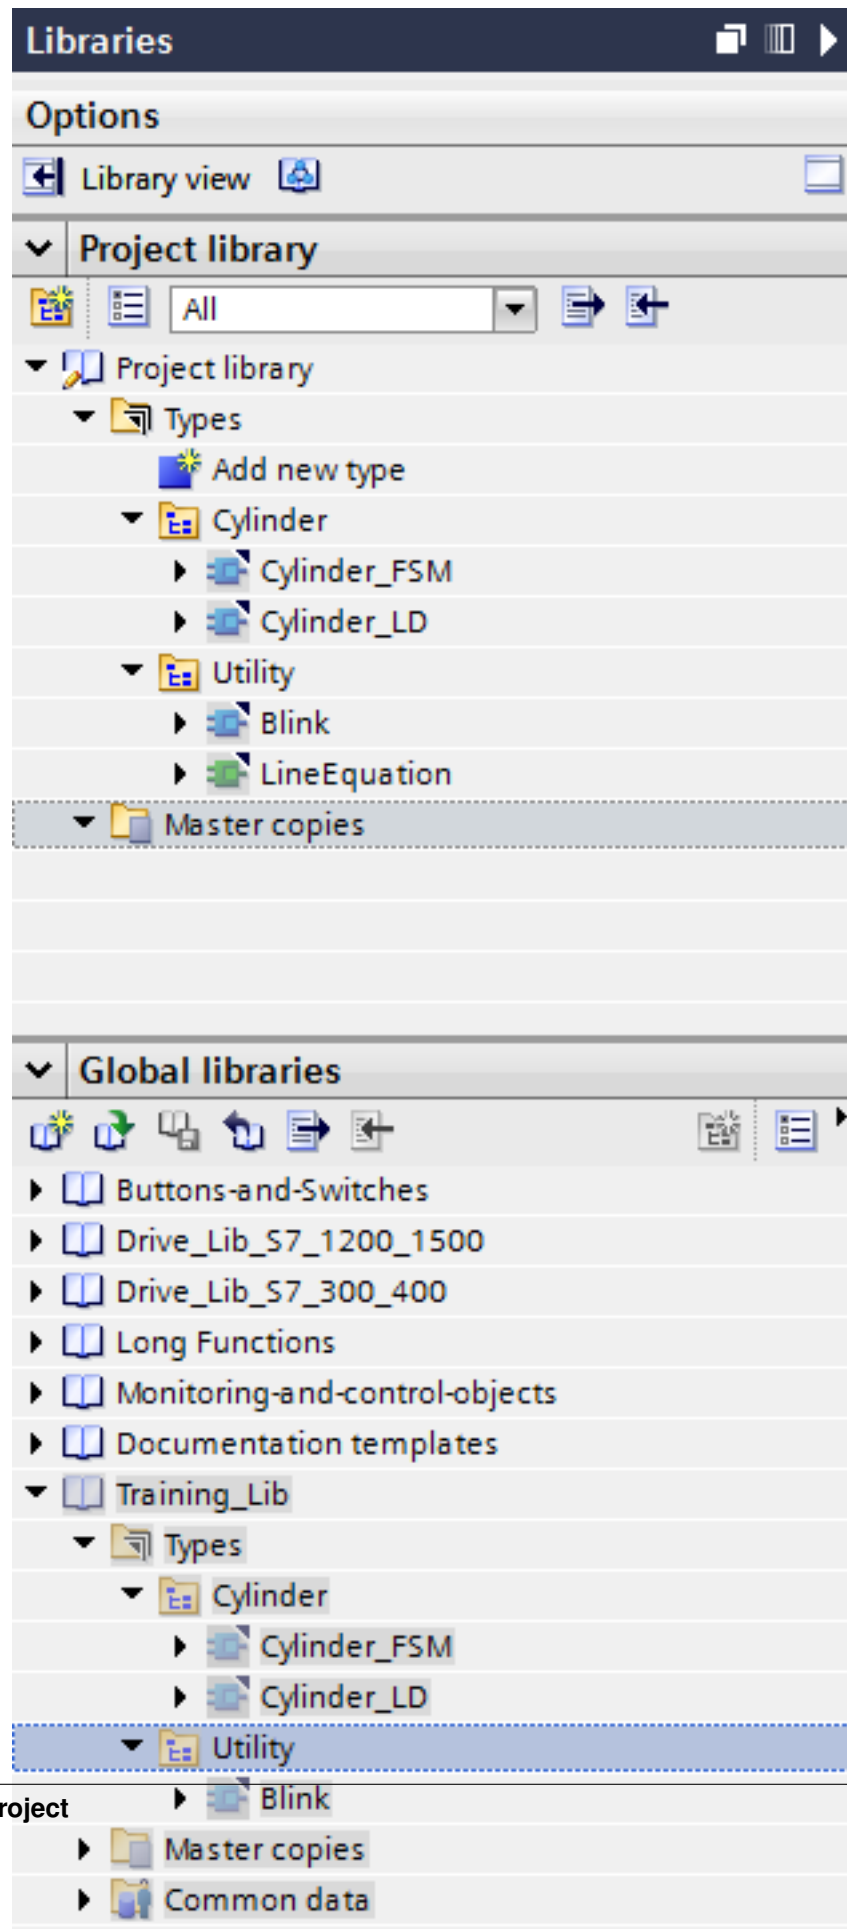 Libraries
Options
Library view
Project library
All
Project library
Types
Add new type
Cylinder
Cylinder_FSM
Cylinder_LD
Utility
Blink
LineEquation
Master copies
Global libraries
Buttons-and-Switches
Drive_Lib_S7_1200_1500
Drive_Lib_S7_300_400
Long Functions
Monitoring-and-control-objects
Documentation templates
Training_Lib
Types
Cylinder
Cylinder_FSM
Cylinder_LD
Utility
Blink
roject
Master copies
Common data